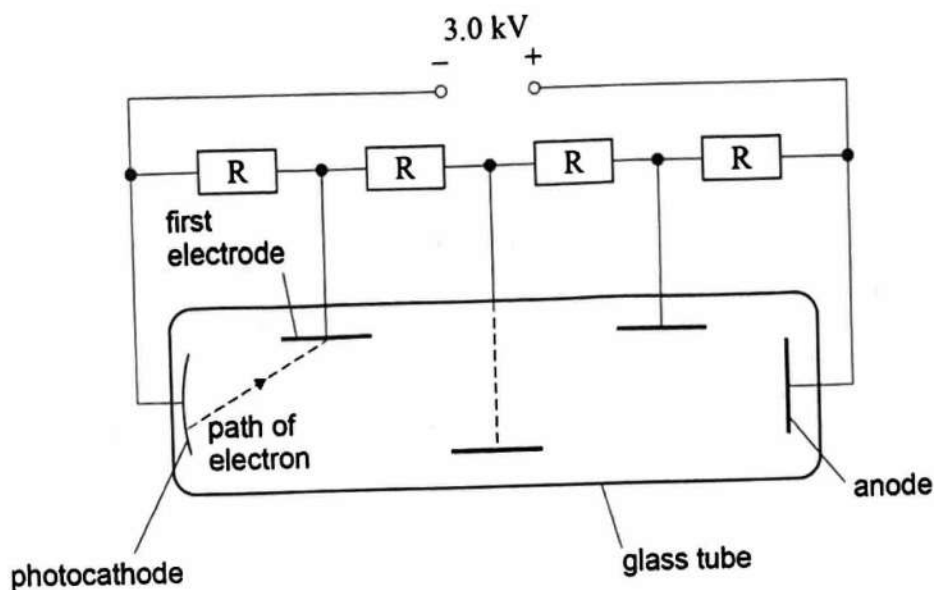 3.0 kV
− +
R R R R
first
electrode
path of
electron
anode
glass tube
photocathode